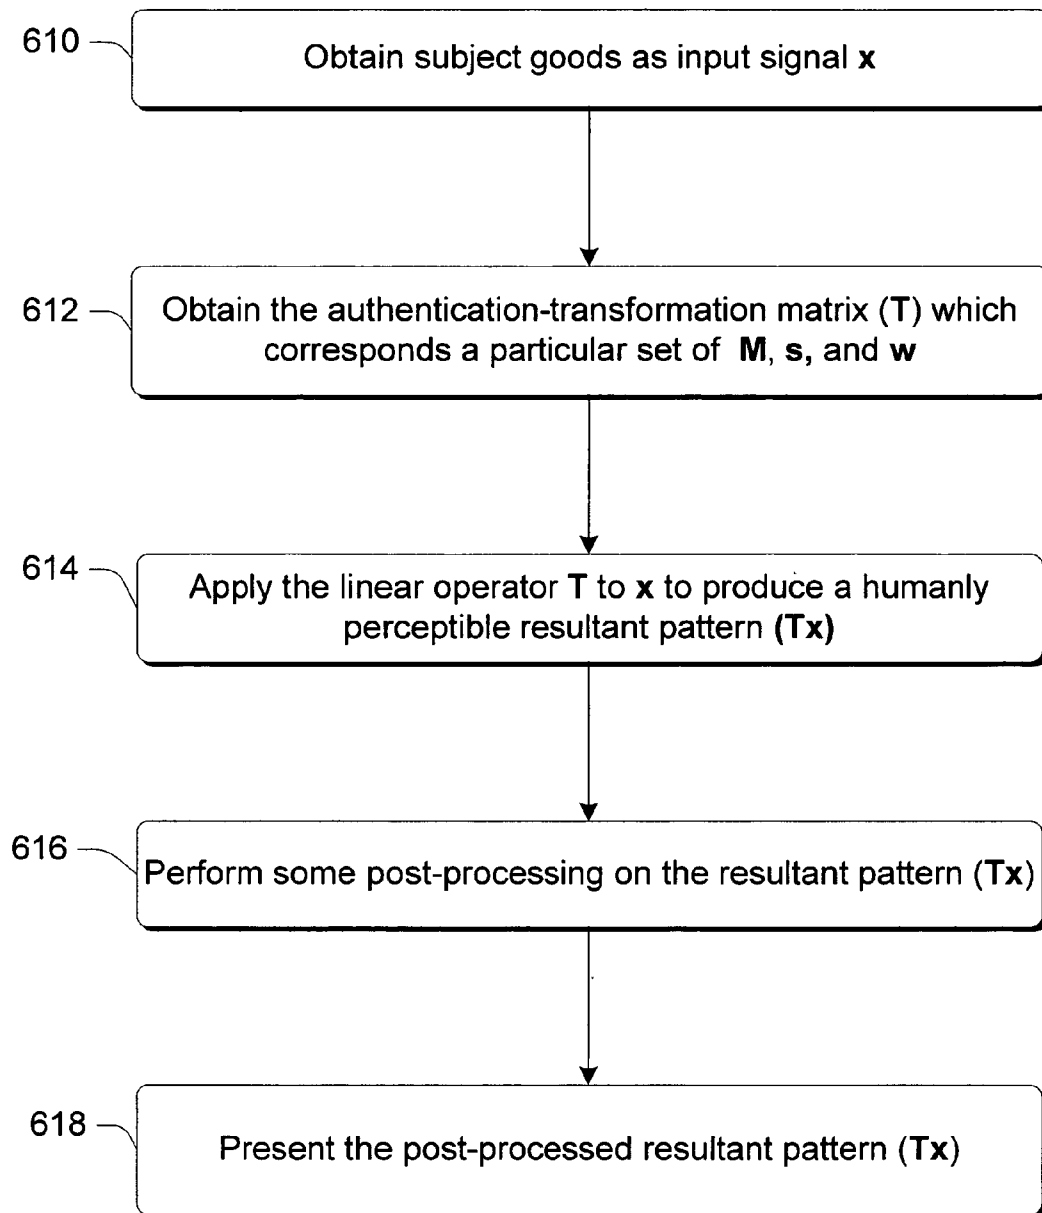 610
Obtain subject goods as input signal x
612
Obtain the authentication-transformation matrix (T) which
corresponds a particular set of M, s, and w
614
Apply the linear operator T to x to produce a humanly
perceptible resultant pattern (Tx)
616
Perform some post-processing on the resultant pattern (Tx)
618
Present the post-processed resultant pattern (Tx)